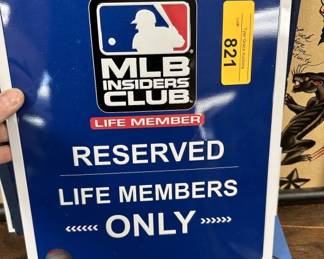 MLB
INSIDERS
CLUB
LIFE MEMBER
821
RESERVED
LIFE MEMBERS
‹‹‹‹‹‹ ONLY ››››››